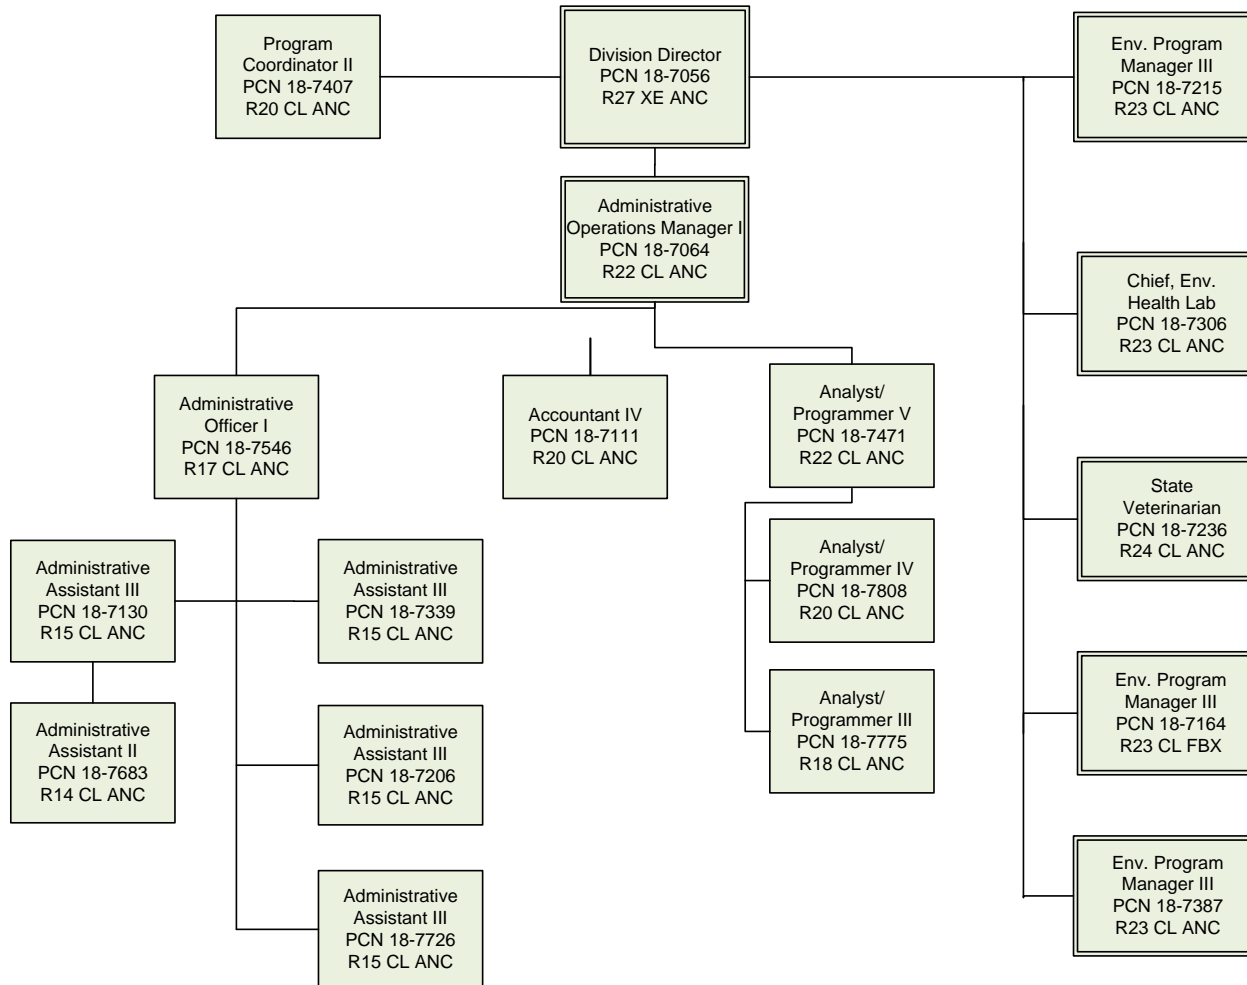 Program
Coordinator II
PCN 18-7407
R20 CL ANC
Division Director
PCN 18-7056
R27 XE ANC
Env. Program
Manager III
PCN 18-7215
R23 CL ANC
Administrative
Operations Manager I
PCN 18-7064
R22 CL ANC
Chief, Env.
Health Lab
PCN 18-7306
R23 CL ANC
Administrative
Officer I
PCN 18-7546
R17 CL ANC
Accountant IV
PCN 18-7111
R20 CL ANC
Analyst/
Programmer V
PCN 18-7471
R22 CL ANC
State
Veterinarian
PCN 18-7236
R24 CL ANC
Administrative
Assistant III
PCN 18-7130
R15 CL ANC
Administrative
Assistant III
PCN 18-7339
R15 CL ANC
Analyst/
Programmer IV
PCN 18-7808
R20 CL ANC
Administrative
Assistant II
PCN 18-7683
R14 CL ANC
Administrative
Assistant III
PCN 18-7206
R15 CL ANC
Analyst/
Programmer III
PCN 18-7775
R18 CL ANC
Env. Program
Manager III
PCN 18-7164
R23 CL FBX
Administrative
Assistant III
PCN 18-7726
R15 CL ANC
Env. Program
Manager III
PCN 18-7387
R23 CL ANC